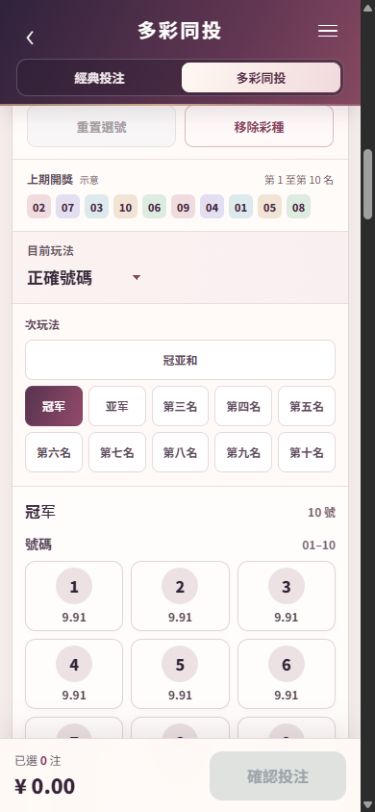 多彩同投
經典投注 多彩同投
重置選號 移除彩種
上期開獎 示意 第 1 至第 10 名
02 07 03 10 06 09 04 01 05 08
目前玩法
正確號碼
次玩法
冠亚和
冠军 亚军 第三名 第四名 第五名
第六名 第七名 第八名 第九名 第十名
冠军 10 號
號碼 01–10
1 2 3
9.91 9.91 9.91
4 5 6
9.91 9.91 9.91
已選 0 注
¥ 0.00
確認投注